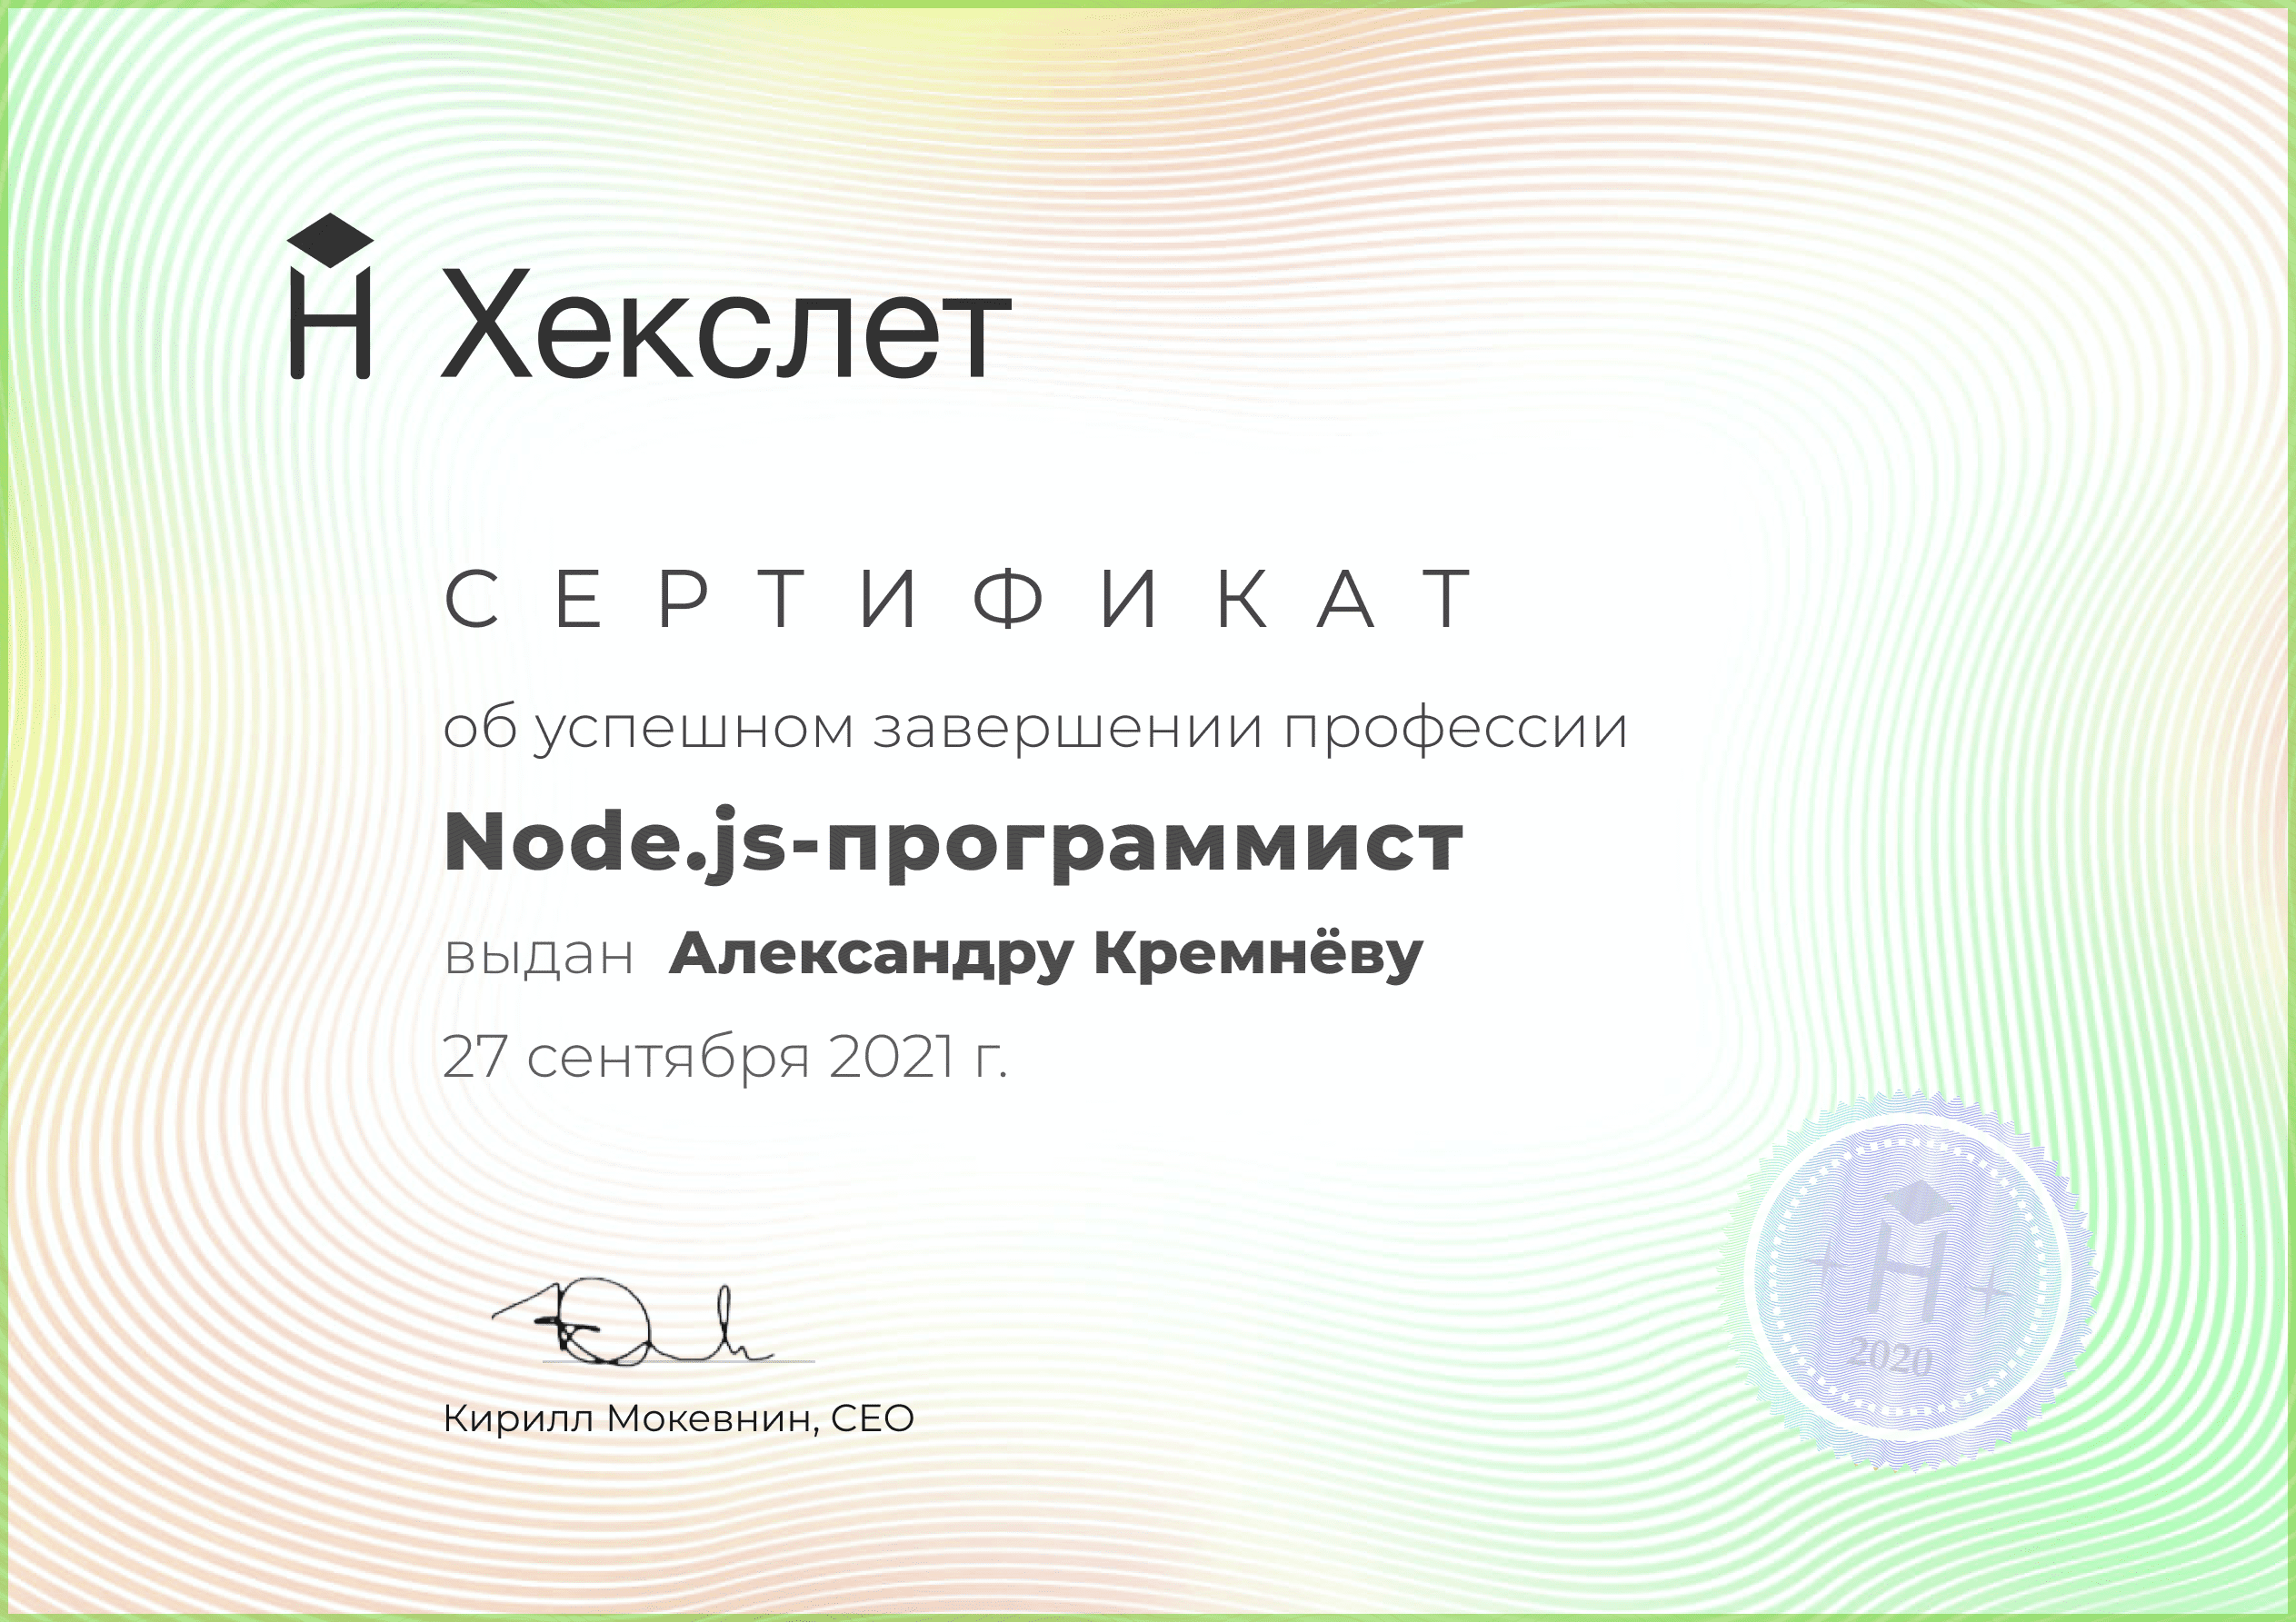 Хекслет
СЕРТИФИКАТ
об успешном завершении профессии
Node.js-программист
выдан Александру Кремнёву
27 сентября 2021 г.
Кирилл Мокевнин, CEO
H
2020